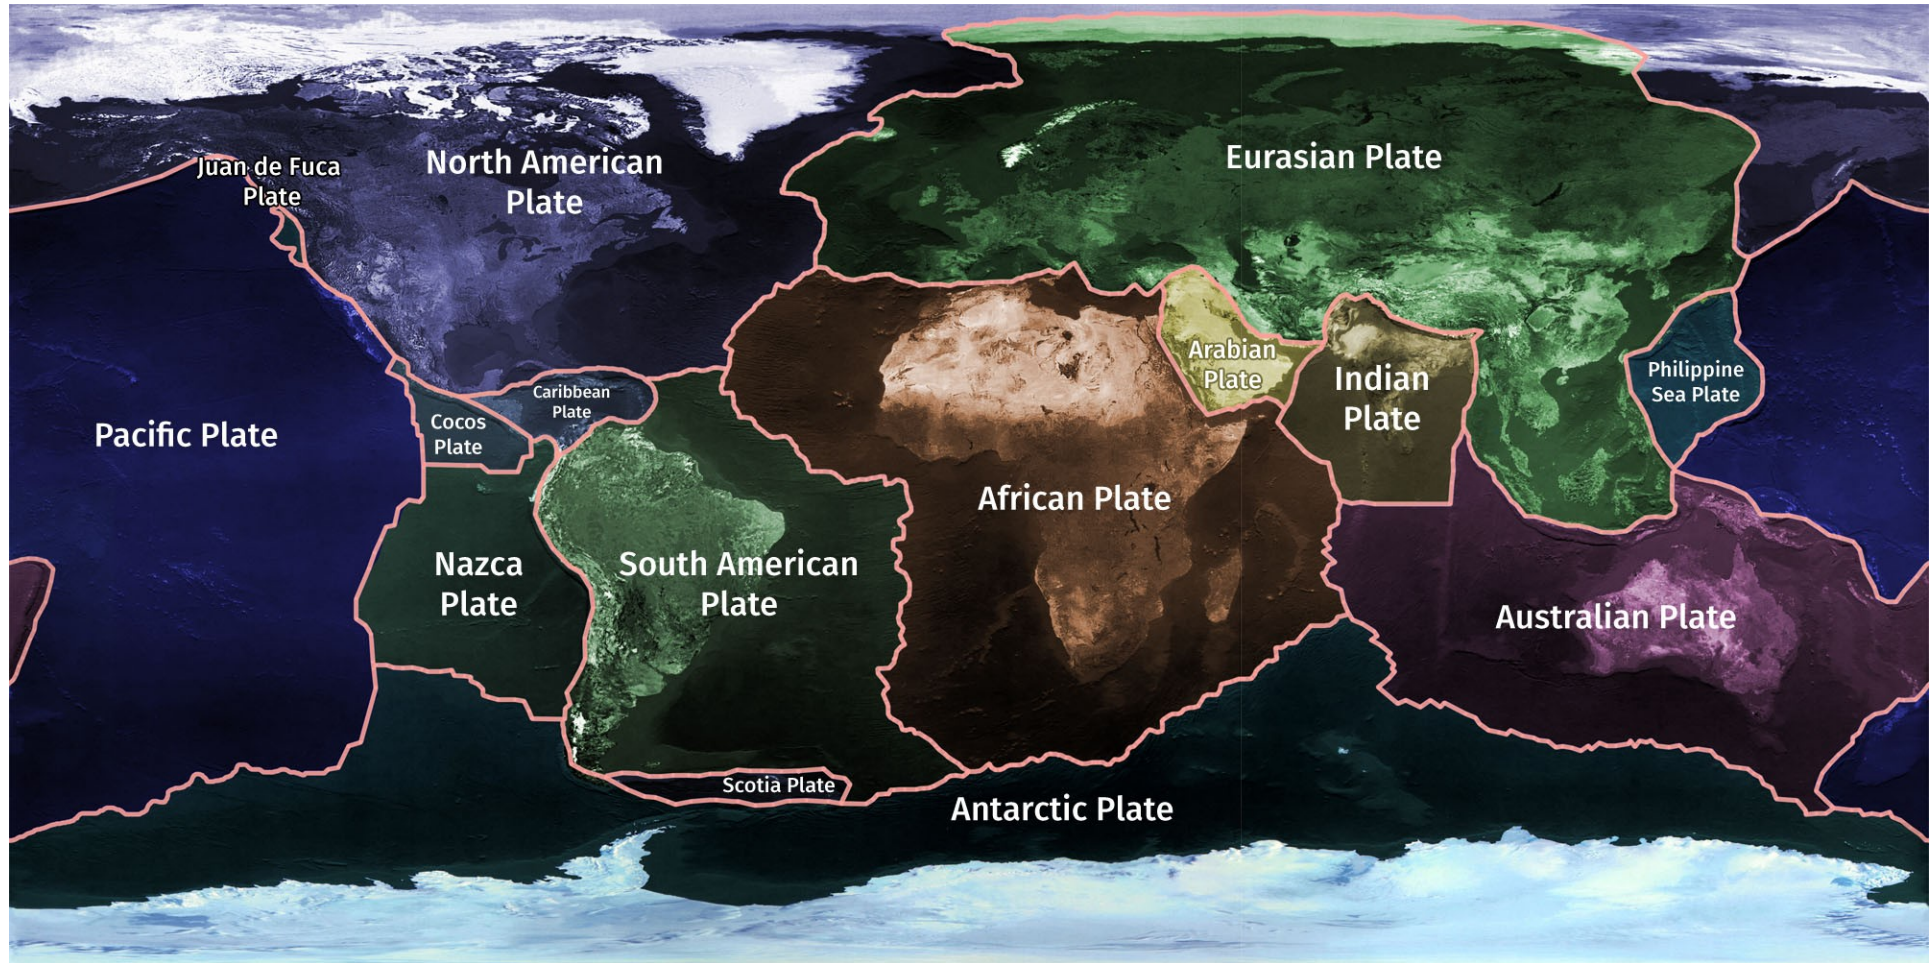 Juan de Fuca
Plate
North American
Plate
Eurasian Plate
Arabian
Plate
Indian
Plate
Philippine
Sea Plate
Caribbean
Plate
Cocos
Plate
Pacific Plate
African Plate
Nazca
Plate
South American
Plate
Australian Plate
Scotia Plate
Antarctic Plate